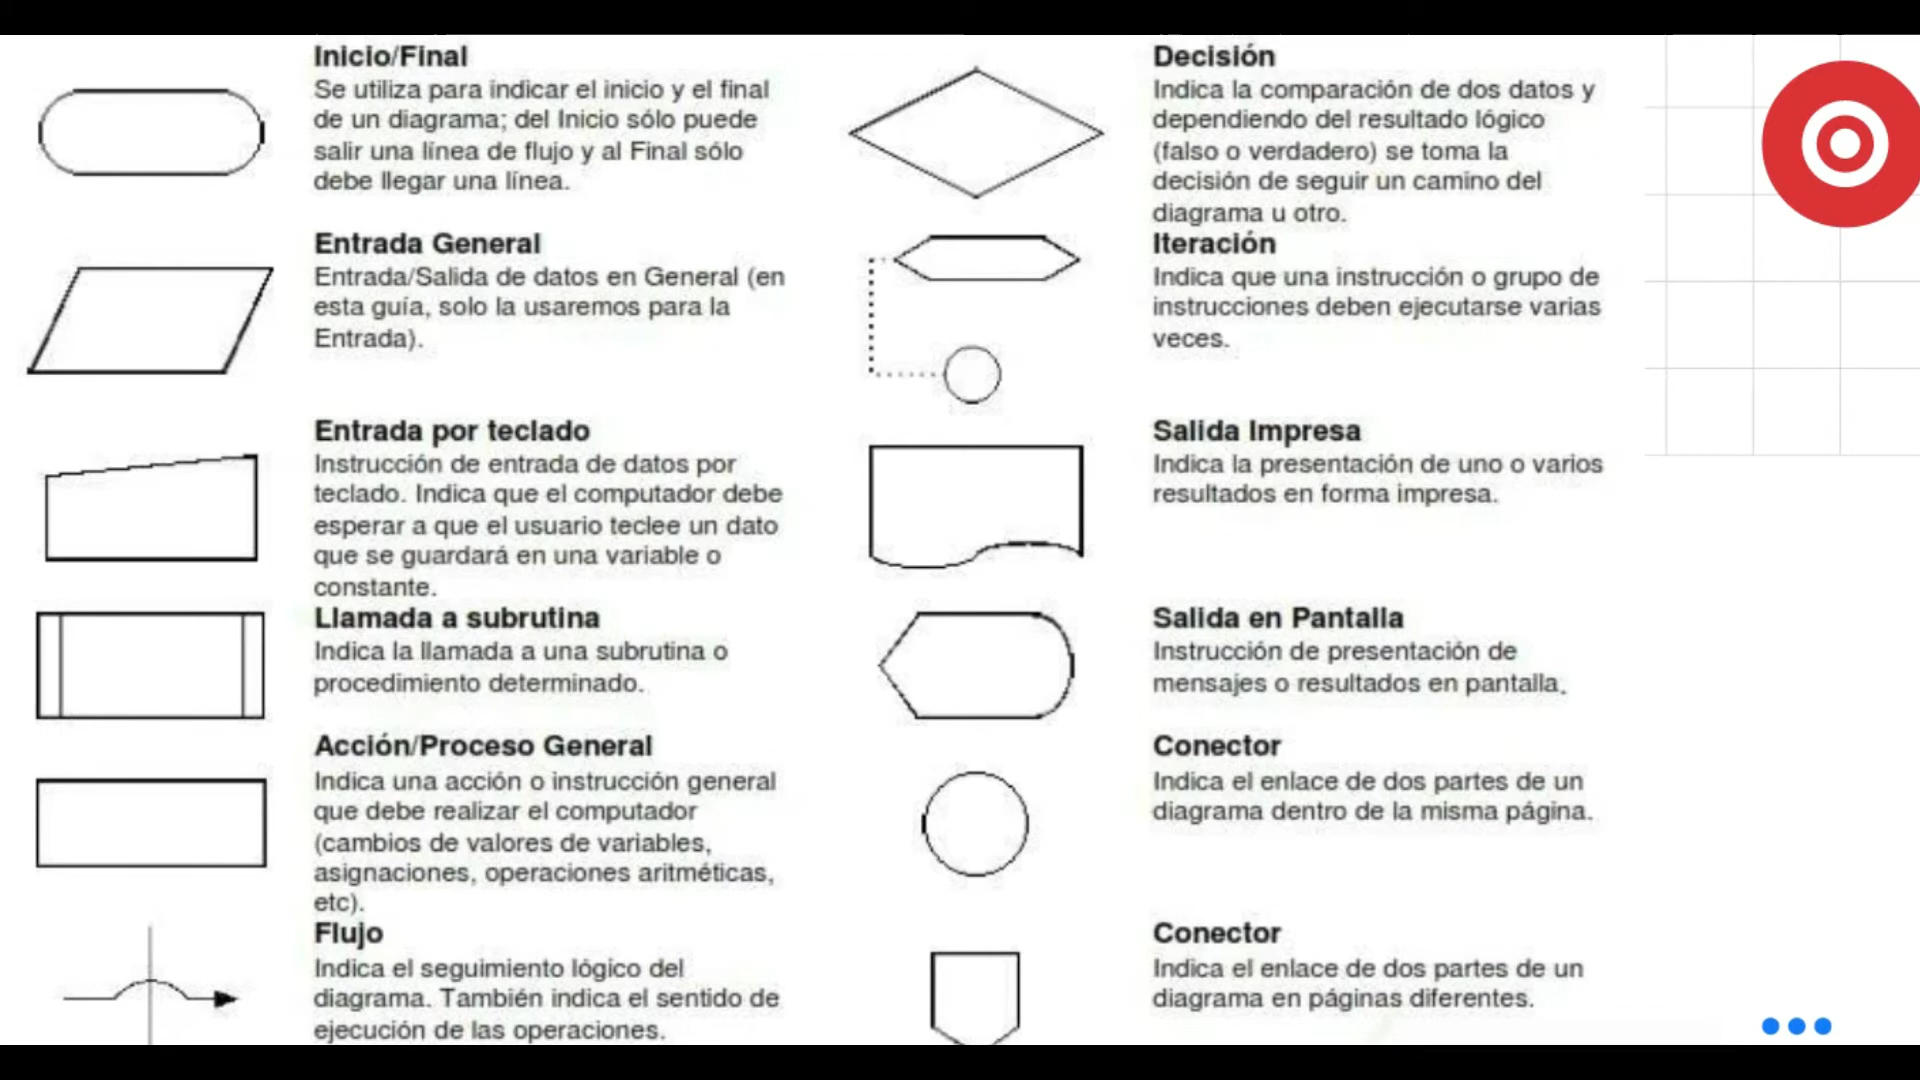 Inicio/Final
Se utiliza para indicar el inicio y el final
de un diagrama; del Inicio sólo puede
salir una línea de flujo y al Final sólo
debe llegar una línea.
Entrada General
Entrada/Salida de datos en General (en
esta guía, solo la usaremos para la
Entrada).
Entrada por teclado
Instrucción de entrada de datos por
teclado. Indica que el computador debe
esperar a que el usuario teclee un dato
que se guardará en una variable o
constante.
Llamada a subrutina
Indica la llamada a una subrutina o
procedimiento determinado.
Acción/Proceso General
Indica una acción o instrucción general
que debe realizar el computador
(cambios de valores de variables,
asignaciones, operaciones aritméticas,
etc).
Flujo
Indica el seguimiento lógico del
diagrama. También indica el sentido de
ejecución de las operaciones.
Decisión
Indica la comparación de dos datos y
dependiendo del resultado lógico
(falso o verdadero) se toma la
decisión de seguir un camino del
diagrama u otro.
Iteración
Indica que una instrucción o grupo de
instrucciones deben ejecutarse varias
veces.
Salida Impresa
Indica la presentación de uno o varios
resultados en forma impresa.
Salida en Pantalla
Instrucción de presentación de
mensajes o resultados en pantalla.
Conector
Indica el enlace de dos partes de un
diagrama dentro de la misma página.
Conector
Indica el enlace de dos partes de un
diagrama en páginas diferentes.